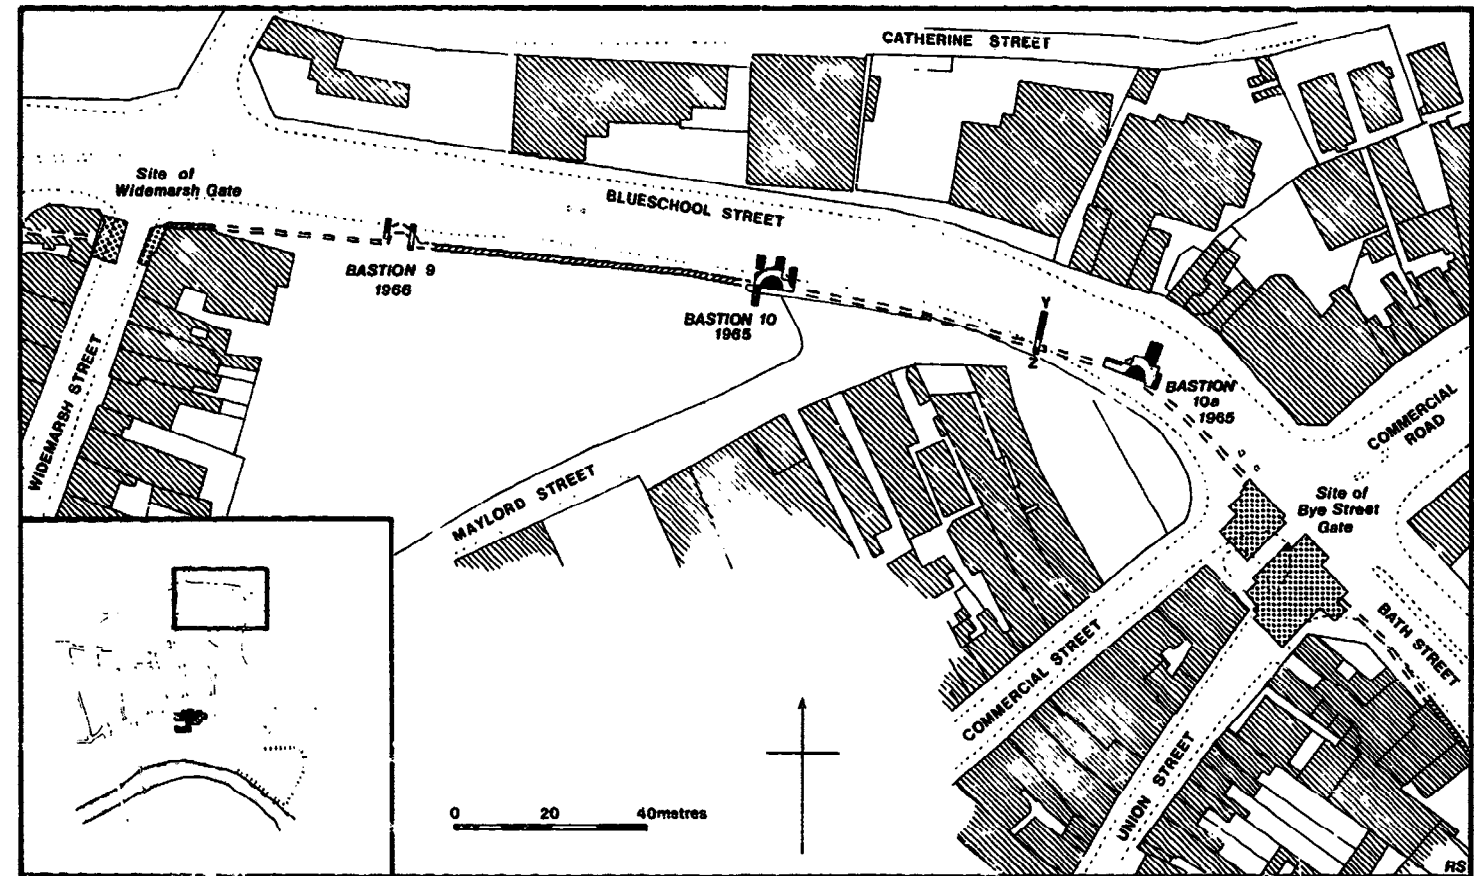 CATHERINE STREET
Site of
Widemarsh Gate
BLUESCHOOL STREET
BASTION 9
1966
BASTION 10
1965
Y
Z
BASTION
10a
1965
COMMERCIAL
ROAD
WIDEMARSH STREET
MAYLORD STREET
Site of
Bye Street
Gate
BATH STREET
COMMERCIAL STREET
UNION STREET
0 20 40metres
RS